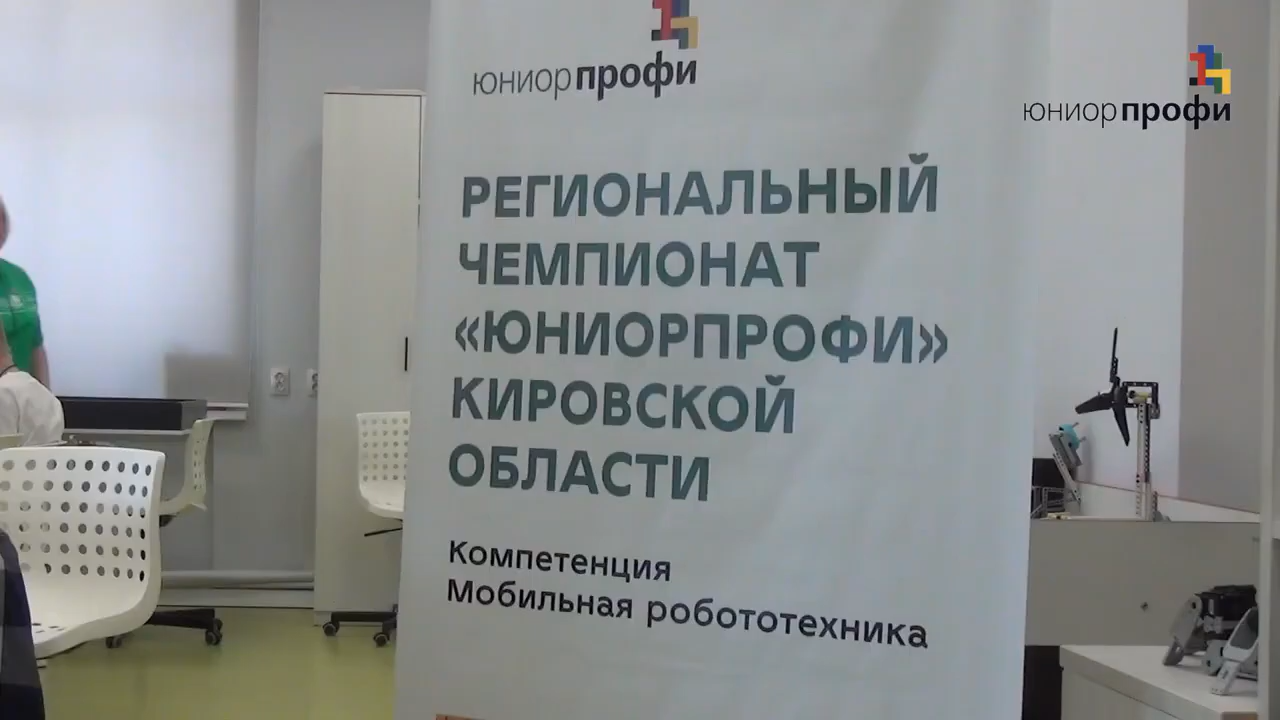 юниорпрофи
юниорпрофи
РЕГИОНАЛЬНЫЙ
ЧЕМПИОНАТ
«ЮНИОРПРОФИ»
КИРОВСКОЙ
ОБЛАСТИ
Компетенция
Мобильная робототехника